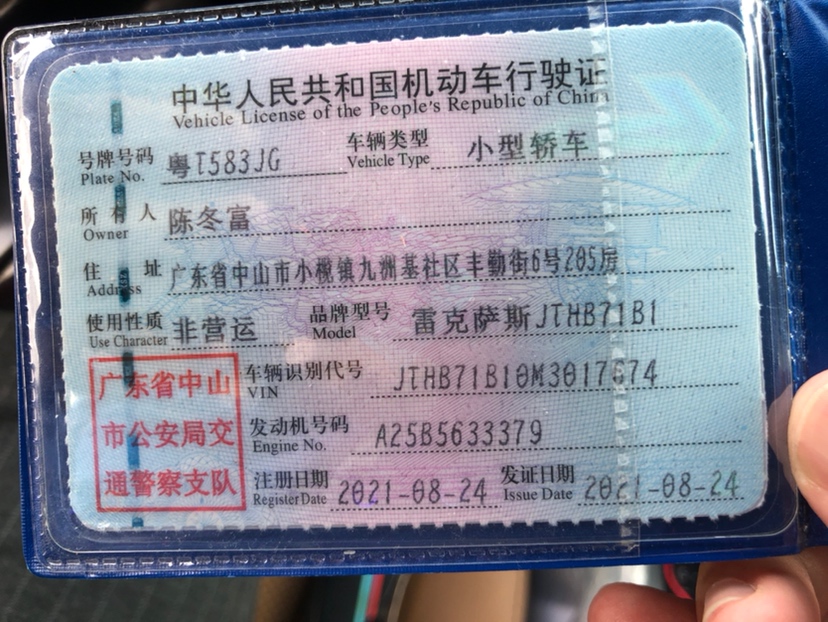 中华人民共和国机动车行驶证
Vehicle License of the People's Republic of China
号牌号码 Plate No. 粤T583JG 车辆类型 Vehicle Type 小型轿车
所有人 Owner 陈冬富
住址 Address 广东省中山市小榄镇九洲基社区丰勤街6号205房
使用性质 Use Character 非营运 品牌型号 Model 雷克萨斯JTHB71B1
车辆识别代号 VIN JTHB71B10M3017674
发动机号码 Engine No. A25B5633379
注册日期 Register Date 2021-08-24 发证日期 Issue Date 2021-08-24
广东省中山
市公安局交
通警察支队